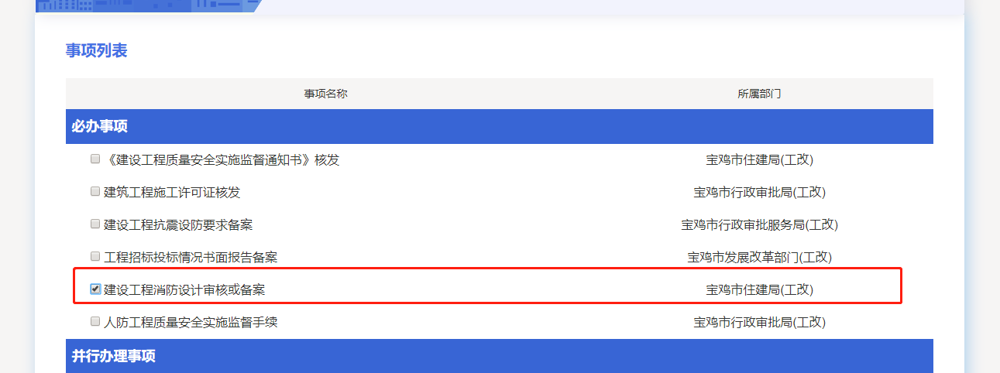 事项列表
事项名称 所属部门
必办事项
《建设工程质量安全实施监督通知书》核发 宝鸡市住建局(工改)
建筑工程施工许可证核发 宝鸡市行政审批局(工改)
建设工程抗震设防要求备案 宝鸡市行政审批服务局(工改)
工程招标投标情况书面报告备案 宝鸡市发展改革部门(工改)
建设工程消防设计审核或备案 宝鸡市住建局(工改)
人防工程质量安全实施监督手续 宝鸡市行政审批局(工改)
并行办理事项